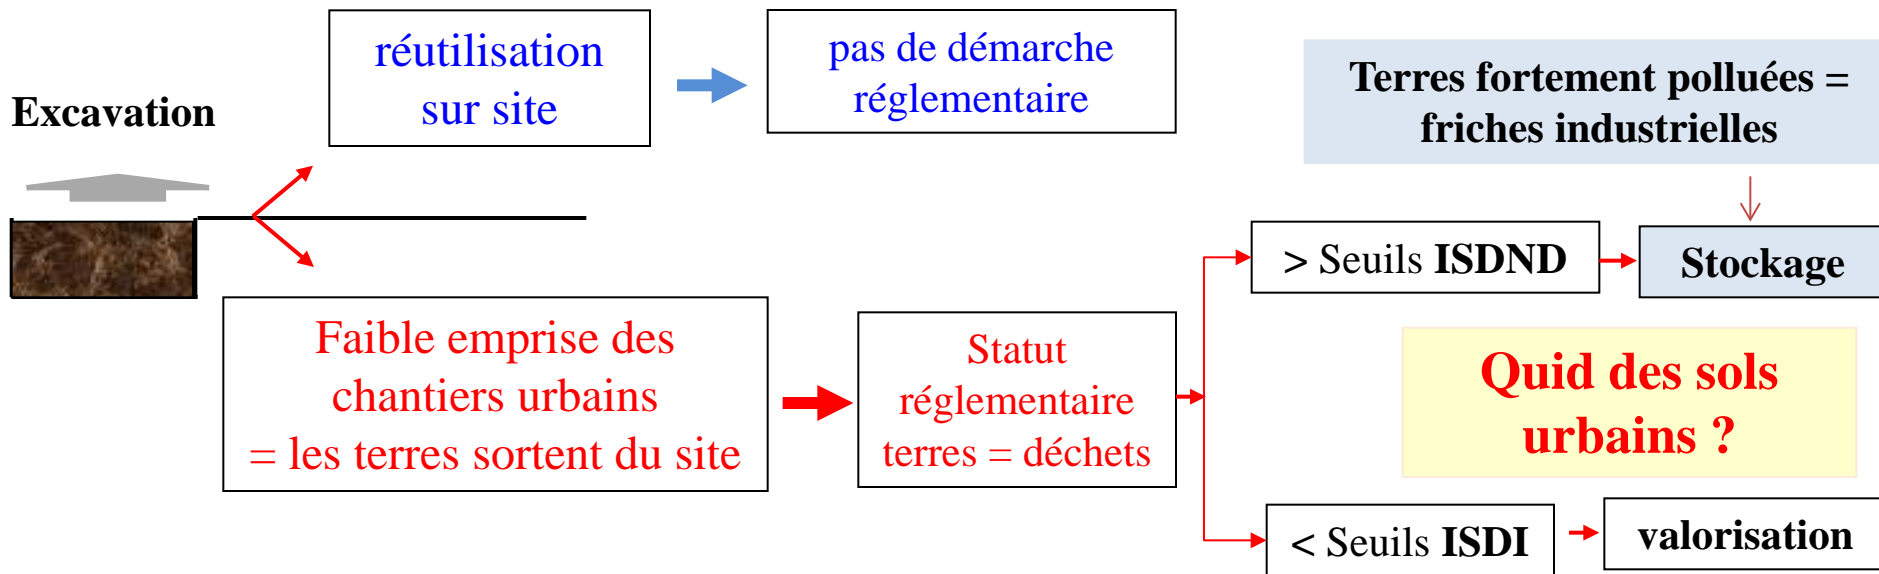 Excavation
réutilisation
sur site
pas de démarche
réglementaire
Terres fortement polluées =
friches industrielles
> Seuils ISDND
Stockage
Faible emprise des
chantiers urbains
= les terres sortent du site
Statut
réglementaire
terres = déchets
Quid des sols
urbains ?
< Seuils ISDI
valorisation